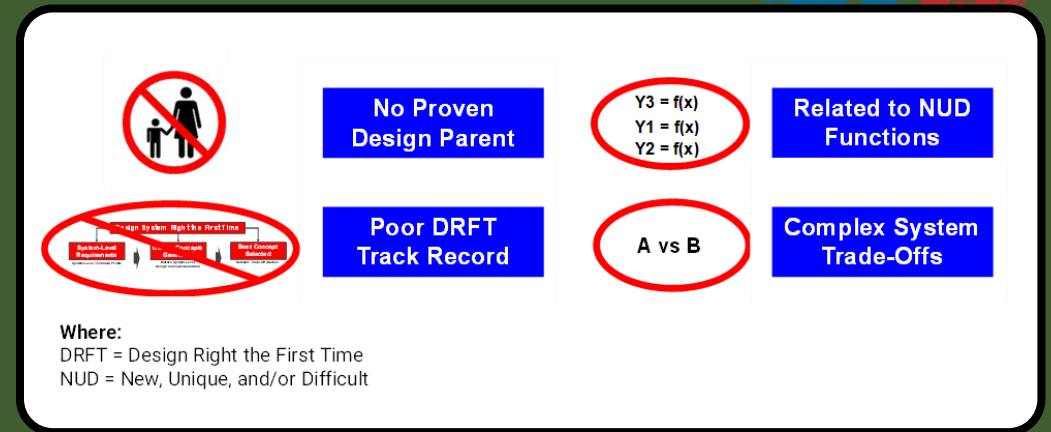 No Proven
Design Parent
Y3 = f(x)
Y1 = f(x)
Y2 = f(x)
Related to NUD
Functions
Design System Right the First Time
System-Level
Requirements
Concepts
Best Concept
Selected
Poor DRFT
Track Record
A vs B
Complex System
Trade-Offs
Where:
DRFT = Design Right the First Time
NUD = New, Unique, and/or Difficult